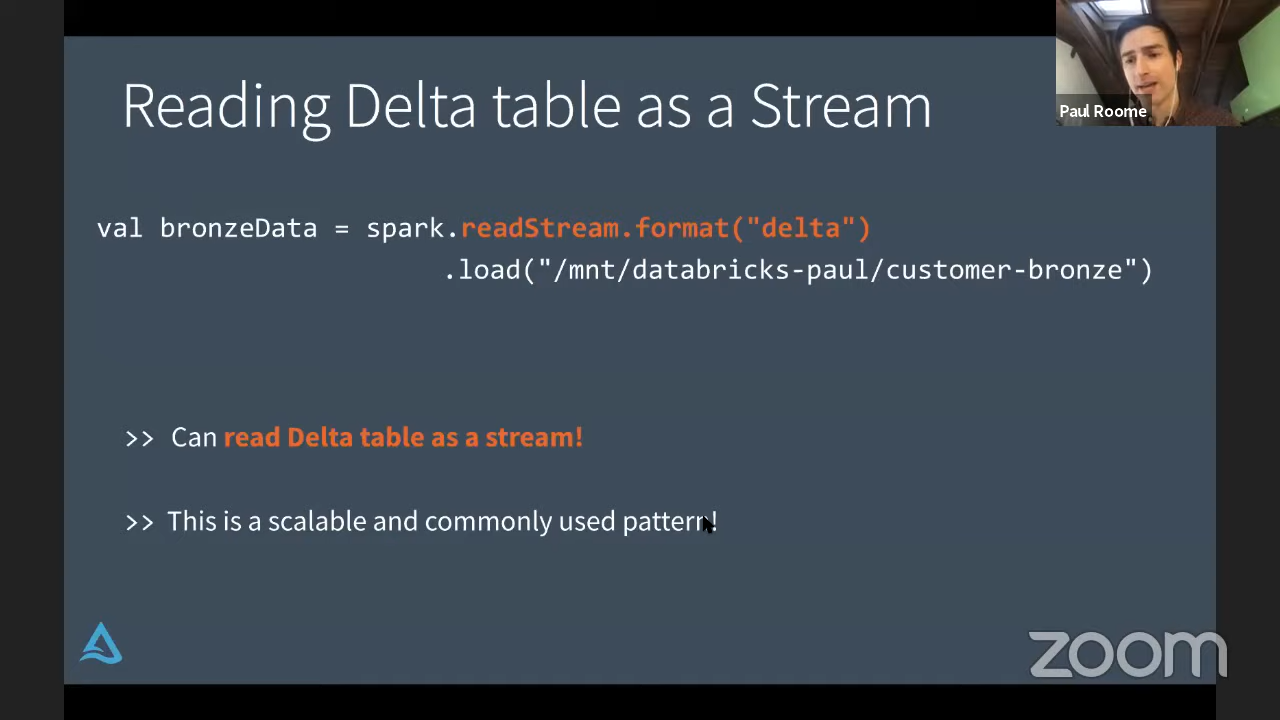 Reading Delta table as a Stream
Paul Roome
val bronzeData = spark.readStream.format("delta")
.load("/mnt/databricks-paul/customer-bronze")
>> Can read Delta table as a stream!
>> This is a scalable and commonly used pattern!
zoom